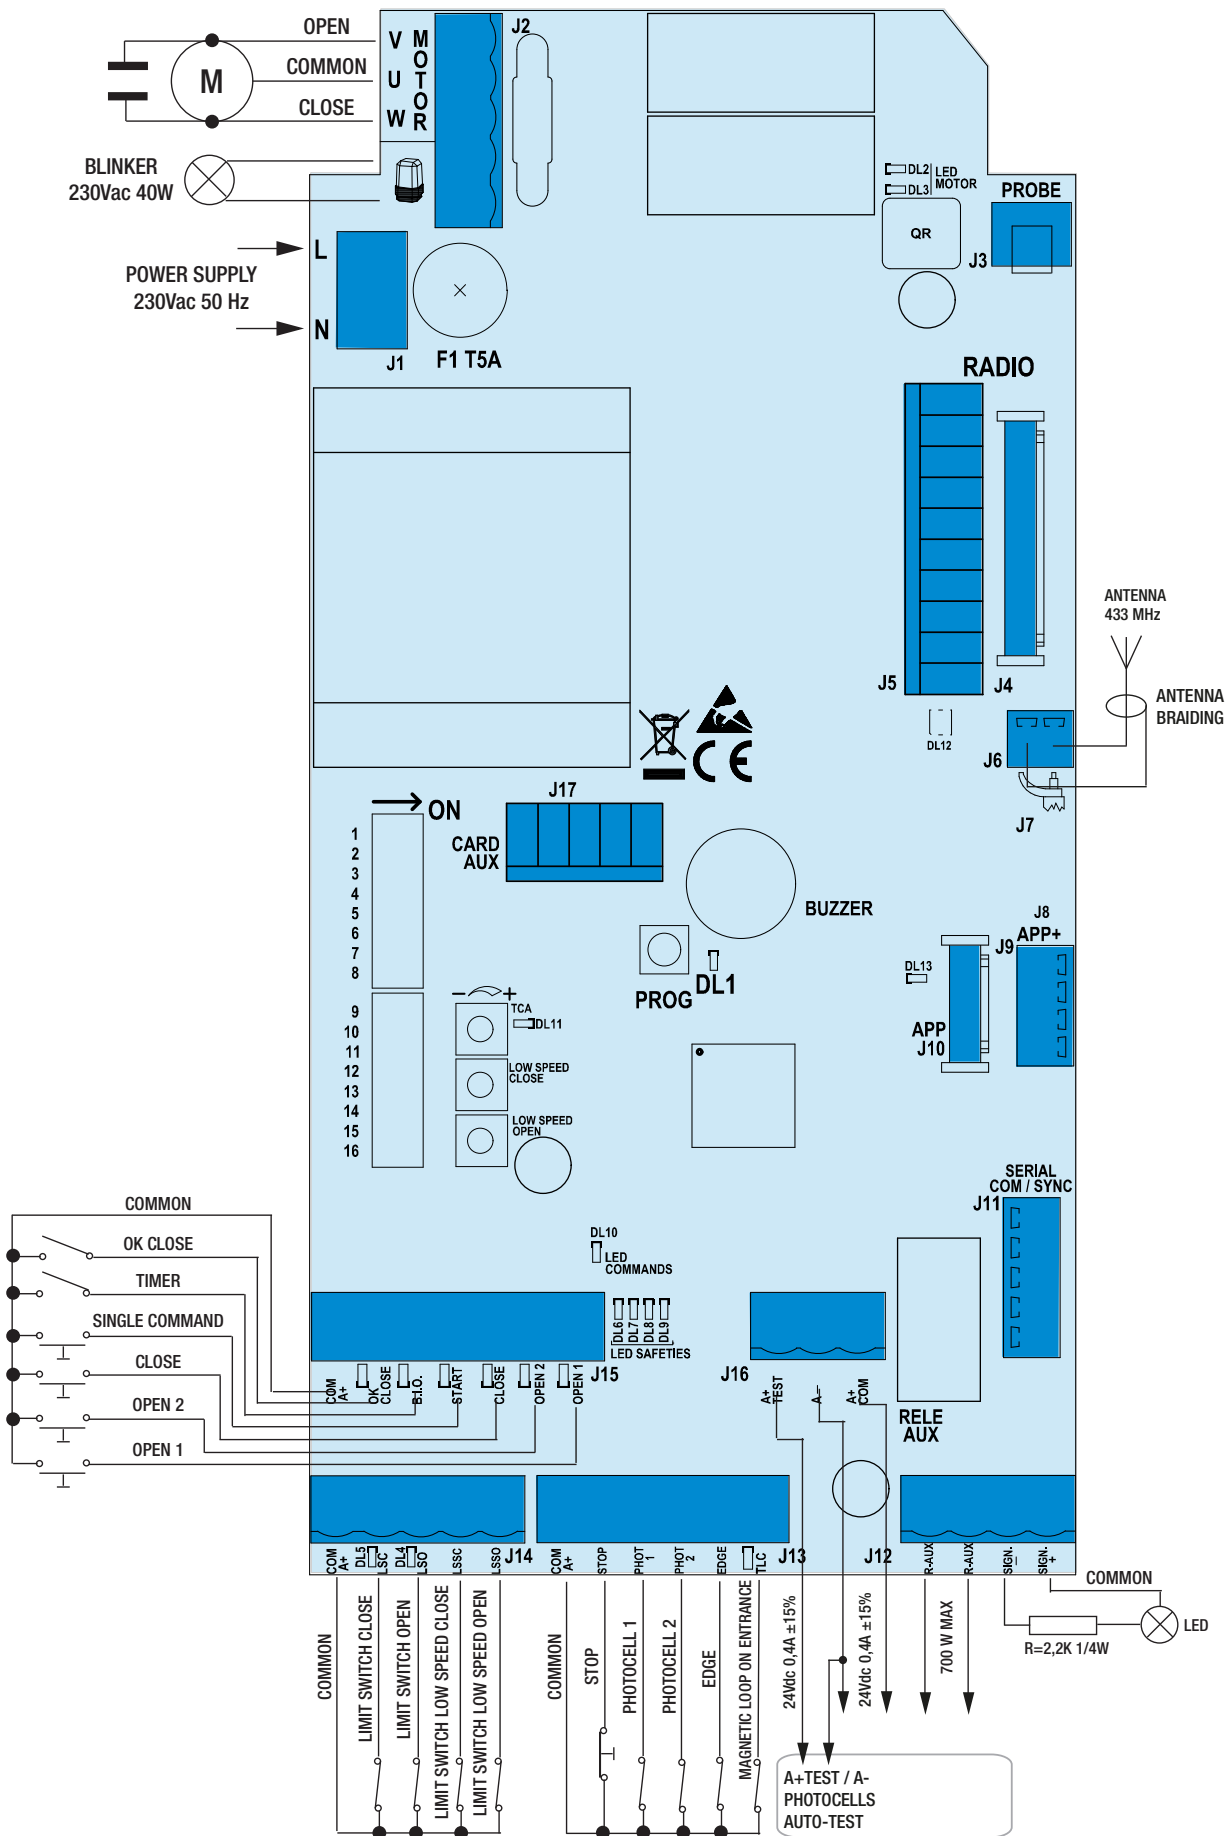 OPEN
COMMON
CLOSE
M
V
U
W
MOTOR
J2
BLINKER
230Vac 40W
DL2
DL3
LED
MOTOR
PROBE
QR
J3
L
POWER SUPPLY
230Vac 50 Hz
N
J1
F1 T5A
RADIO
J5
J4
ANTENNA
433 MHz
ANTENNA
BRAIDING
DL12
J6
J7
CE
J17
ON
CARD
AUX
1
2
3
4
5
6
7
8
9
10
11
12
13
14
15
16
BUZZER
PROG
DL1
J8
J9 APP+
DL13
APP
J10
− +
TCA
DL11
LOW SPEED
CLOSE
LOW SPEED
OPEN
SERIAL
COM / SYNC
J11
DL10
LED
COMMANDS
COMMON
OK CLOSE
TIMER
SINGLE COMMAND
CLOSE
OPEN 2
OPEN 1
DL6
DL7
DL8
DL9
LED SAFETIES
J15
J16
COM
A+
OK
CLOSE
B.I.O.
START
CLOSE
OPEN 2
OPEN 1
A+
TEST
A−
A+
COM
RELE
AUX
J14
J13
J12
COM
A+
DL5
LSC
DL4
LSO
LSSC
LSSO
COM
A+
STOP
PHOT
1
PHOT
2
EDGE
TLC
R-AUX
R-AUX
SIGN.
−
SIGN.
+
COMMON
LED
R=2,2K 1/4W
COMMON
LIMIT SWITCH CLOSE
LIMIT SWITCH OPEN
LIMIT SWITCH LOW SPEED CLOSE
LIMIT SWITCH LOW SPEED OPEN
COMMON
STOP
PHOTOCELL 1
PHOTOCELL 2
EDGE
MAGNETIC LOOP ON ENTRANCE
24Vdc 0,4A ±15%
24Vdc 0,4A ±15%
700 W MAX
A+TEST / A-
PHOTOCELLS
AUTO-TEST